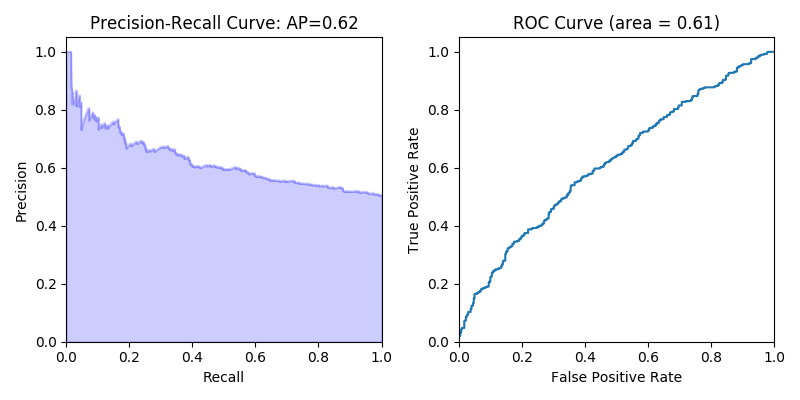 Precision-Recall Curve: AP=0.62
1.0
0.8
0.6
0.4
0.2
0.0
Precision
0.0 0.2 0.4 0.6 0.8 1.0
Recall
ROC Curve (area = 0.61)
1.0
0.8
0.6
0.4
0.2
0.0
True Positive Rate
0.0 0.2 0.4 0.6 0.8 1.0
False Positive Rate